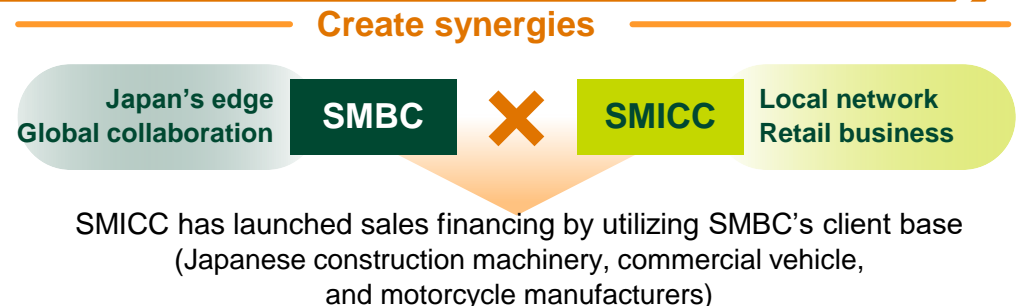 Create synergies
Japan's edge
Global collaboration
SMBC
SMICC
Local network
Retail business
SMICC has launched sales financing by utilizing SMBC's client base
(Japanese construction machinery, commercial vehicle,
and motorcycle manufacturers)